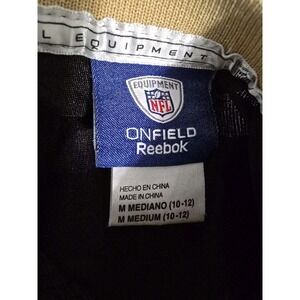 L EQUIPMENT
EQUIPMENT
NFL
ONFIELD
Reebok
HECHO EN CHINA
MADE IN CHINA
M MEDIANO (10-12)
M MEDIUM (10-12)